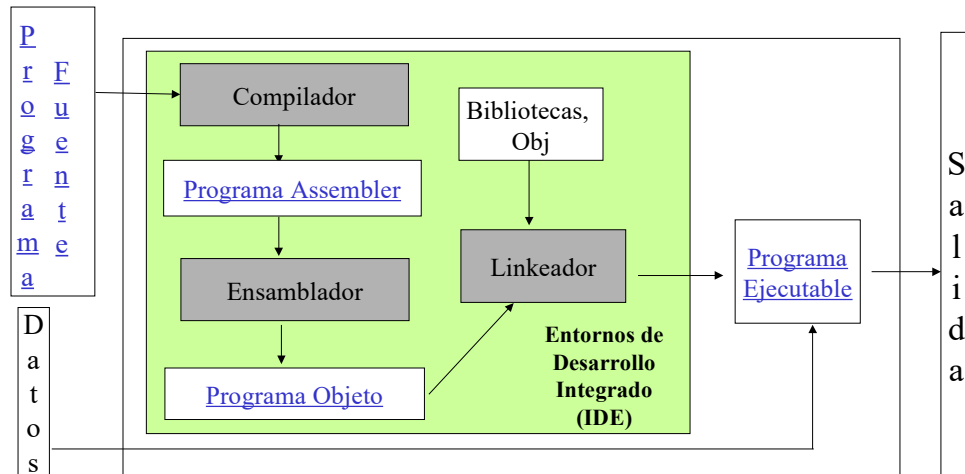 Programa
Fuente
Compilador
Bibliotecas,
Obj
Programa Assembler
Ensamblador
Linkeador
Programa
Ejecutable
Programa Objeto
Entornos de
Desarrollo
Integrado
(IDE)
Datos
Salida